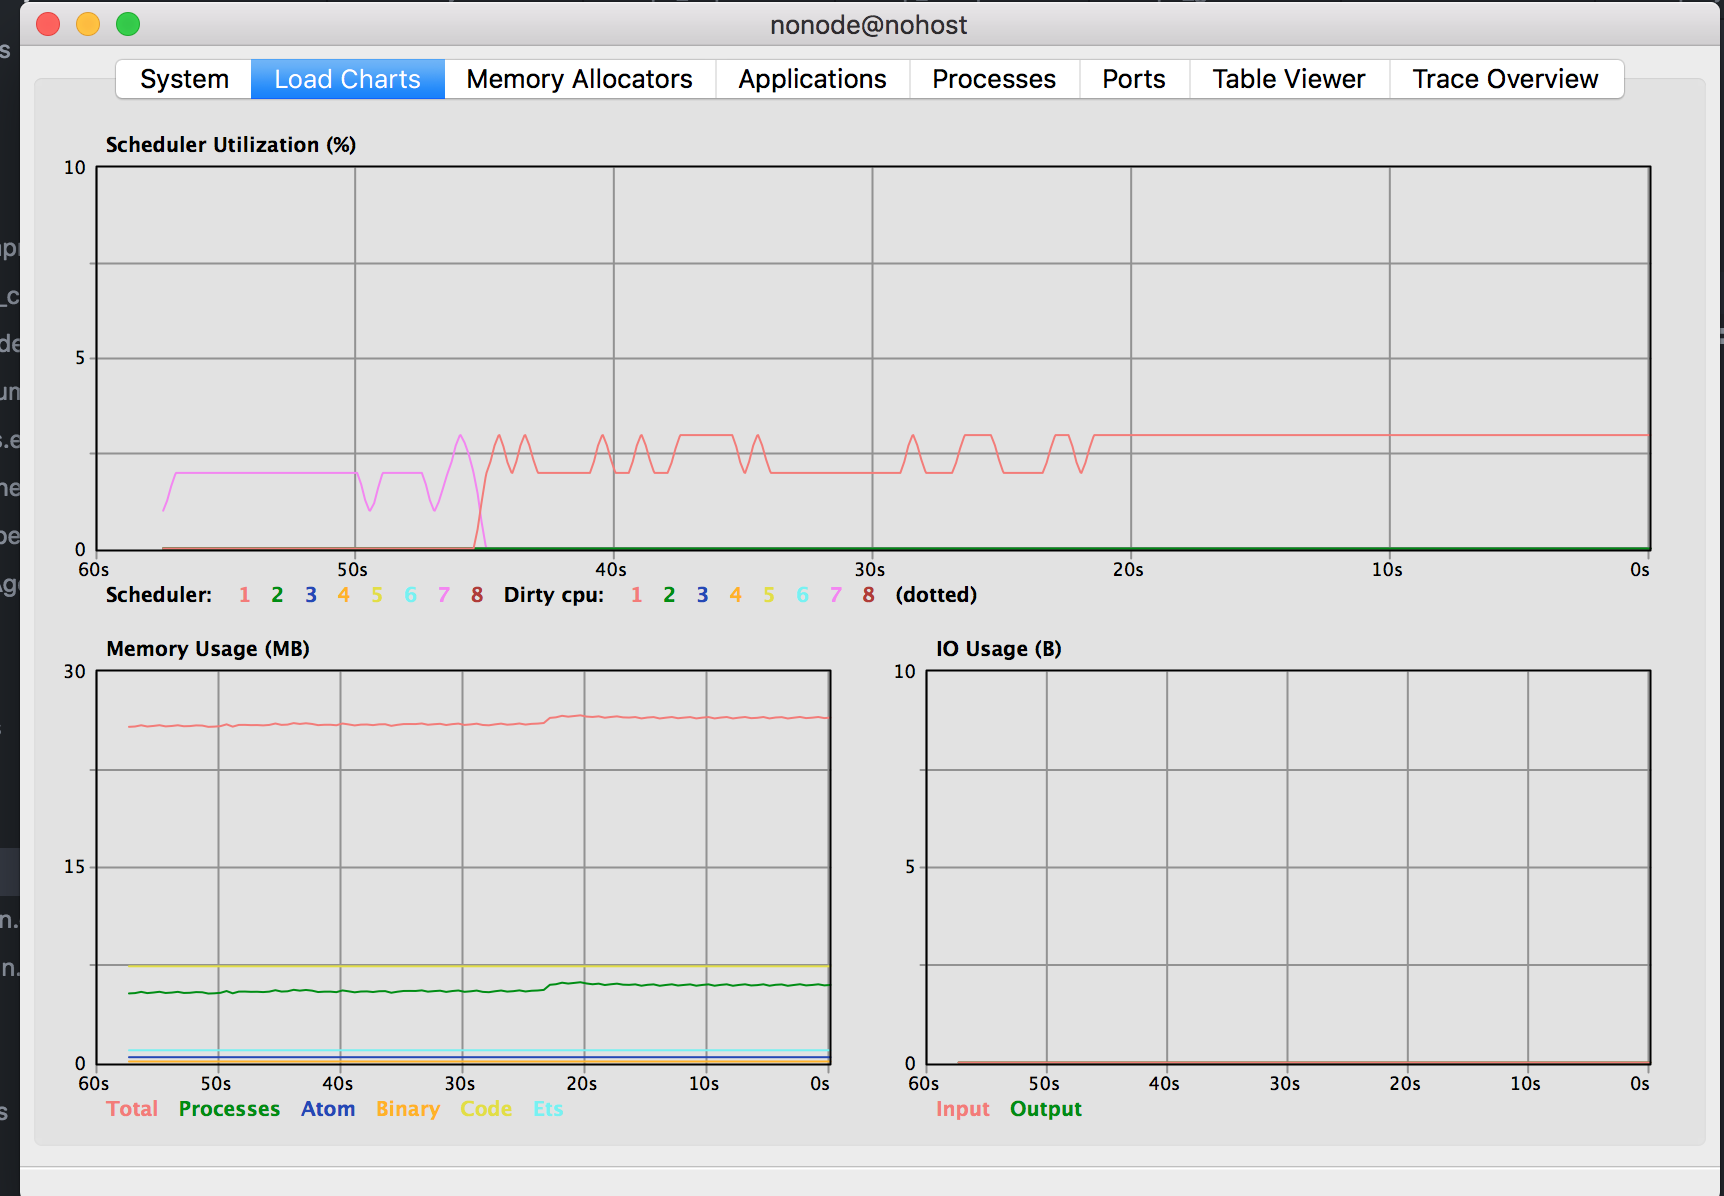 nonode@nohost
System Load Charts Memory Allocators Applications Processes Ports Table Viewer Trace Overview
Scheduler Utilization (%)
10
5
0
60s 50s 40s 30s 20s 10s 0s
Scheduler: 1 2 3 4 5 6 7 8 Dirty cpu: 1 2 3 4 5 6 7 8 (dotted)
Memory Usage (MB)
30
15
0
60s 50s 40s 30s 20s 10s 0s
Total Processes Atom Binary Code Ets
IO Usage (B)
10
5
0
60s 50s 40s 30s 20s 10s 0s
Input Output